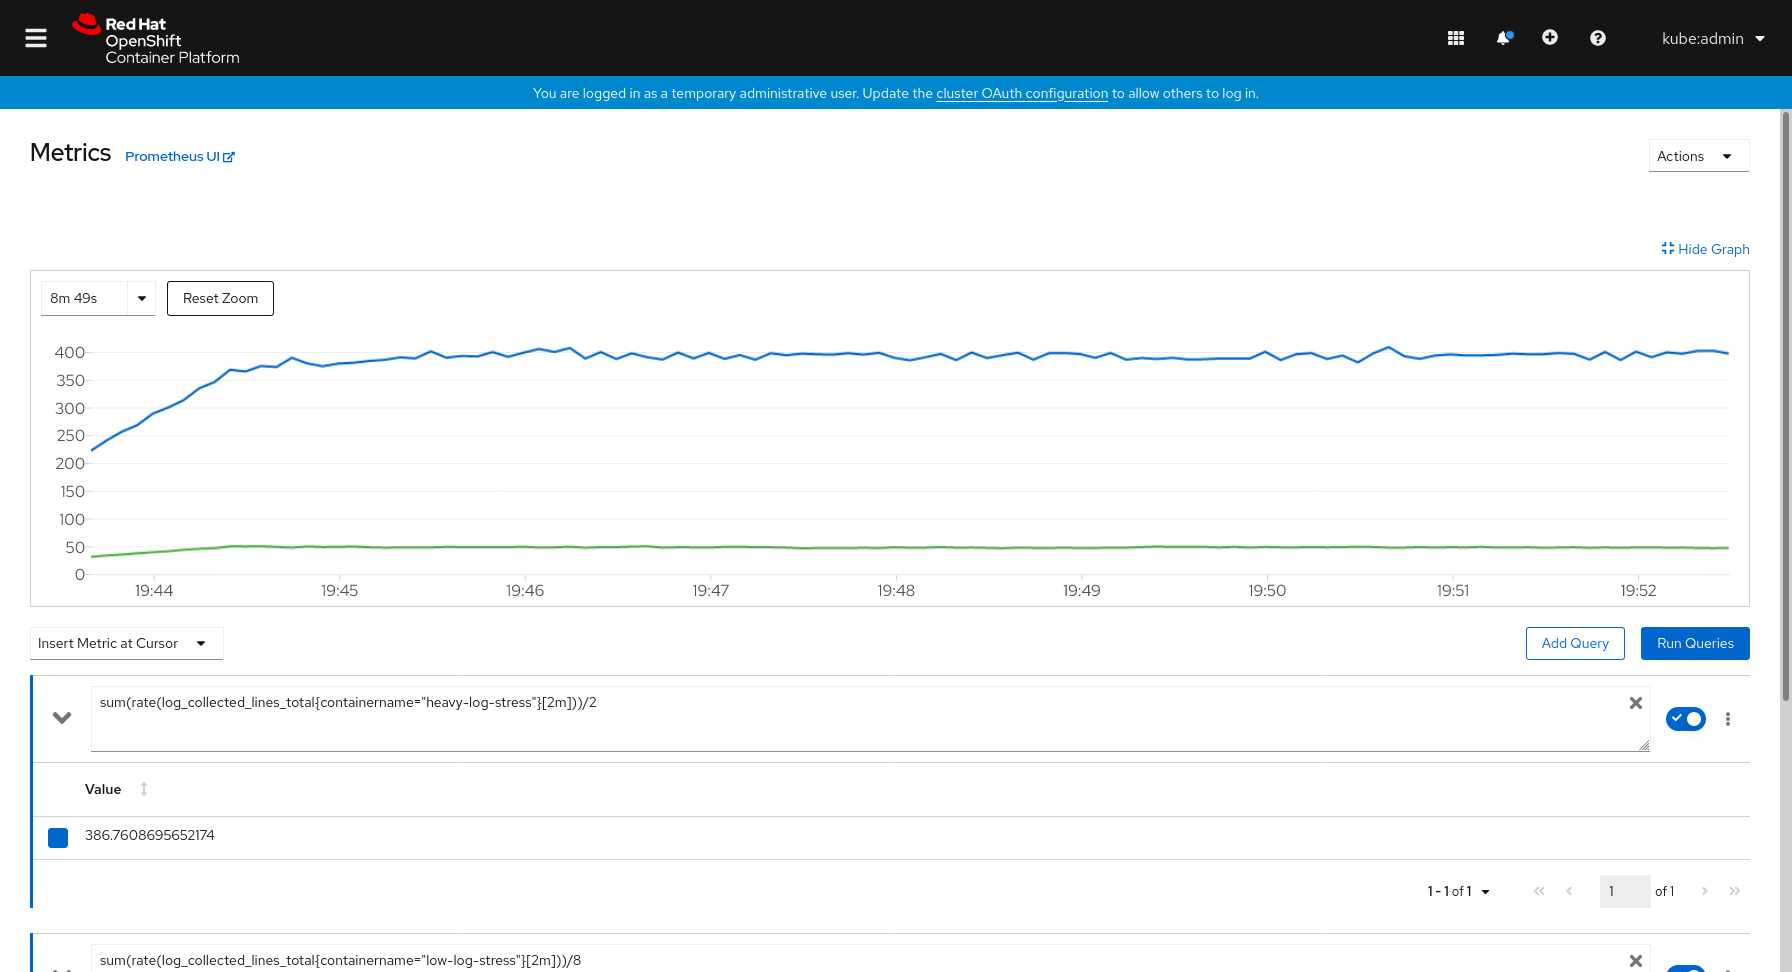 Red Hat
OpenShift
Container Platform
kube:admin
You are logged in as a temporary administrative user. Update the cluster OAuth configuration to allow others to log in.
Metrics Prometheus UI
Actions
Hide Graph
8m 49s
Reset Zoom
400
350
300
250
200
150
100
50
0
19:44 19:45 19:46 19:47 19:48 19:49 19:50 19:51 19:52
Insert Metric at Cursor
Add Query
Run Queries
sum(rate(log_collected_lines_total{containername="heavy-log-stress"}[2m]))/2
Value
386.7608695652174
1 - 1 of 1
1 of 1
sum(rate(log_collected_lines_total{containername="low-log-stress"}[2m]))/8